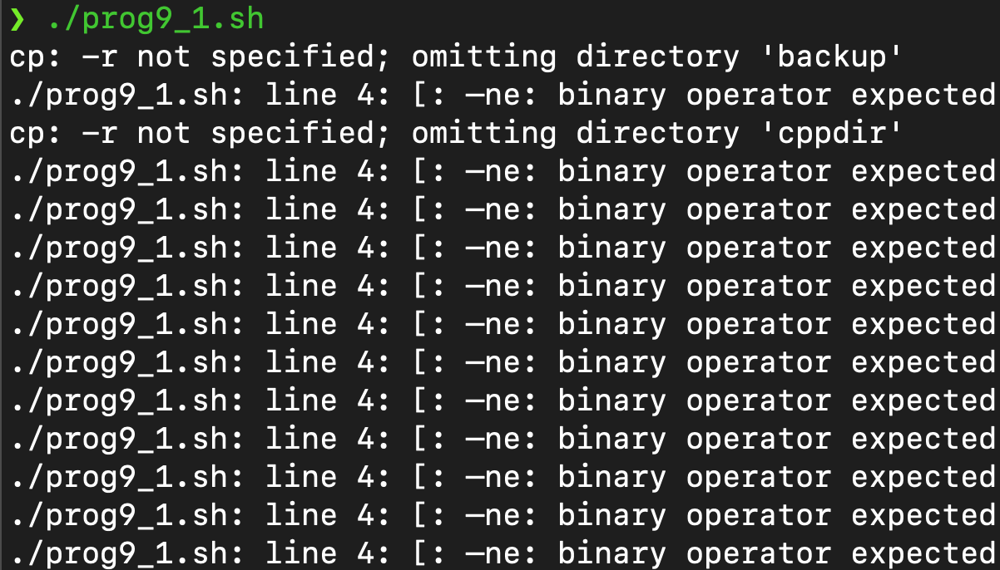 ❯ ./prog9_1.sh
cp: -r not specified; omitting directory 'backup'
./prog9_1.sh: line 4: [: –ne: binary operator expected
cp: -r not specified; omitting directory 'cppdir'
./prog9_1.sh: line 4: [: –ne: binary operator expected
./prog9_1.sh: line 4: [: –ne: binary operator expected
./prog9_1.sh: line 4: [: –ne: binary operator expected
./prog9_1.sh: line 4: [: –ne: binary operator expected
./prog9_1.sh: line 4: [: –ne: binary operator expected
./prog9_1.sh: line 4: [: –ne: binary operator expected
./prog9_1.sh: line 4: [: –ne: binary operator expected
./prog9_1.sh: line 4: [: –ne: binary operator expected
./prog9_1.sh: line 4: [: –ne: binary operator expected
./prog9_1.sh: line 4: [: –ne: binary operator expected
./prog9_1.sh: line 4: [: –ne: binary operator expected